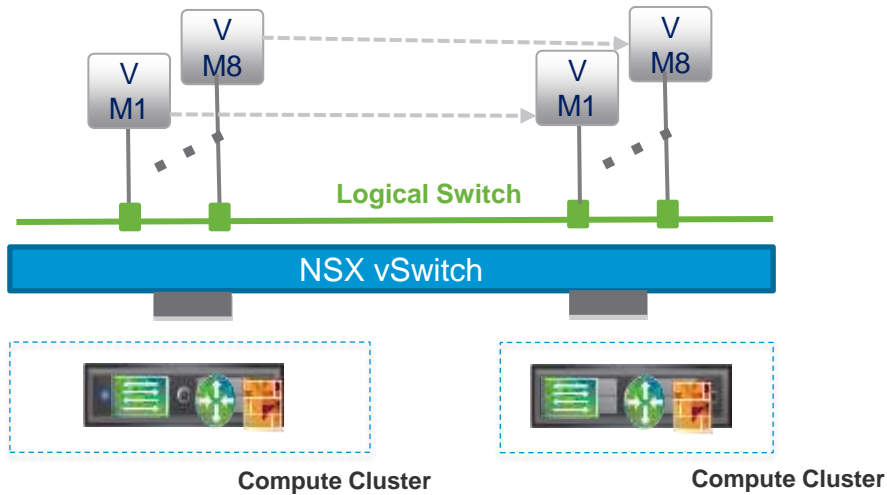 V
M8
V
M8
V
M1
V
M1
Logical Switch
NSX vSwitch
Compute Cluster
Compute Cluster